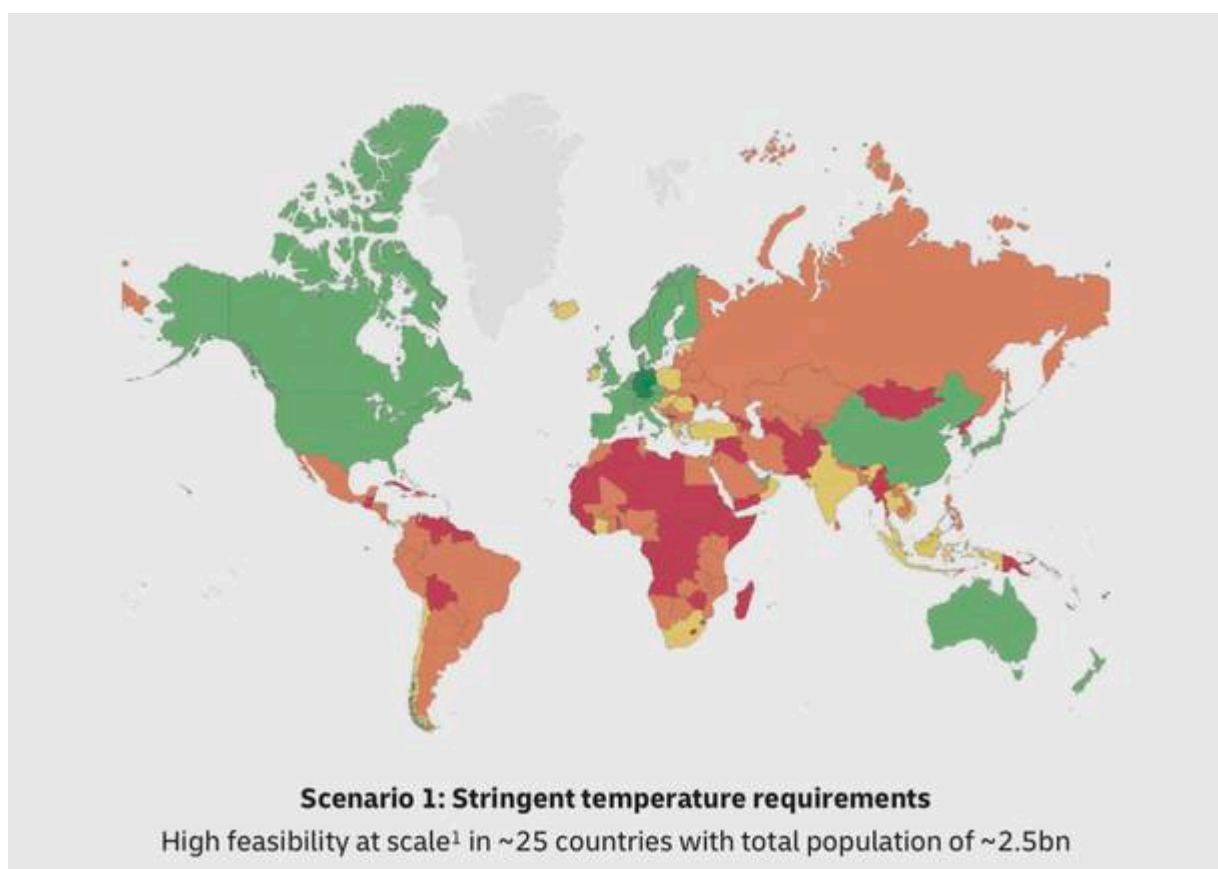 Scenario 1: Stringent temperature requirements
High feasibility at scale¹ in ~25 countries with total population of ~2.5bn